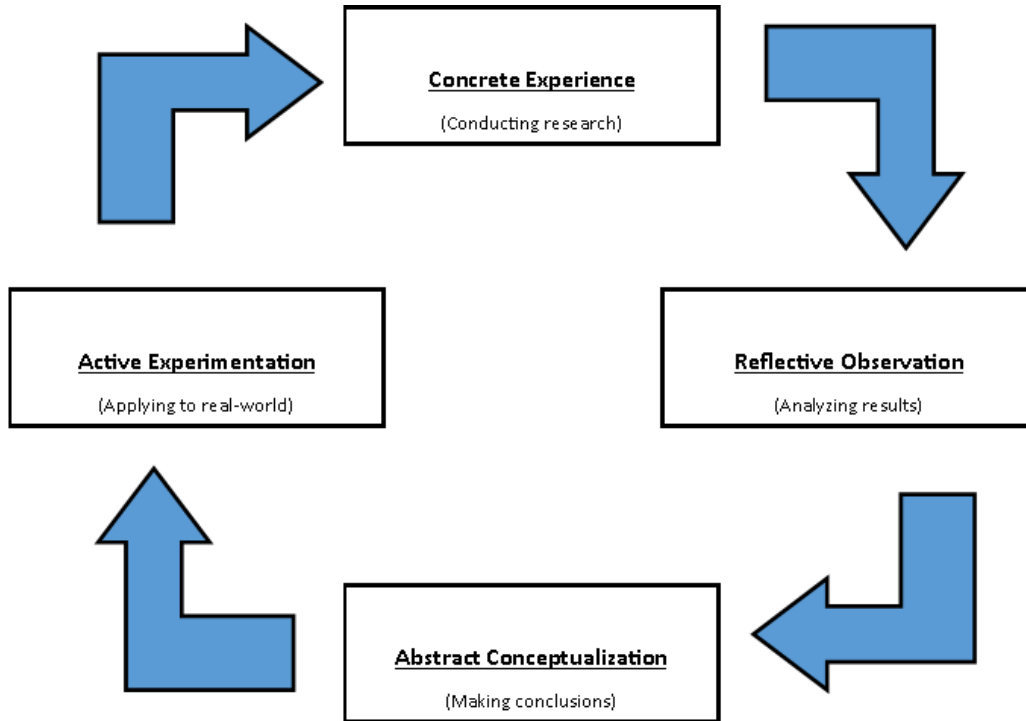 Concrete Experience
(Conducting research)
Active Experimentation
(Applying to real-world)
Reflective Observation
(Analyzing results)
Abstract Conceptualization
(Making conclusions)